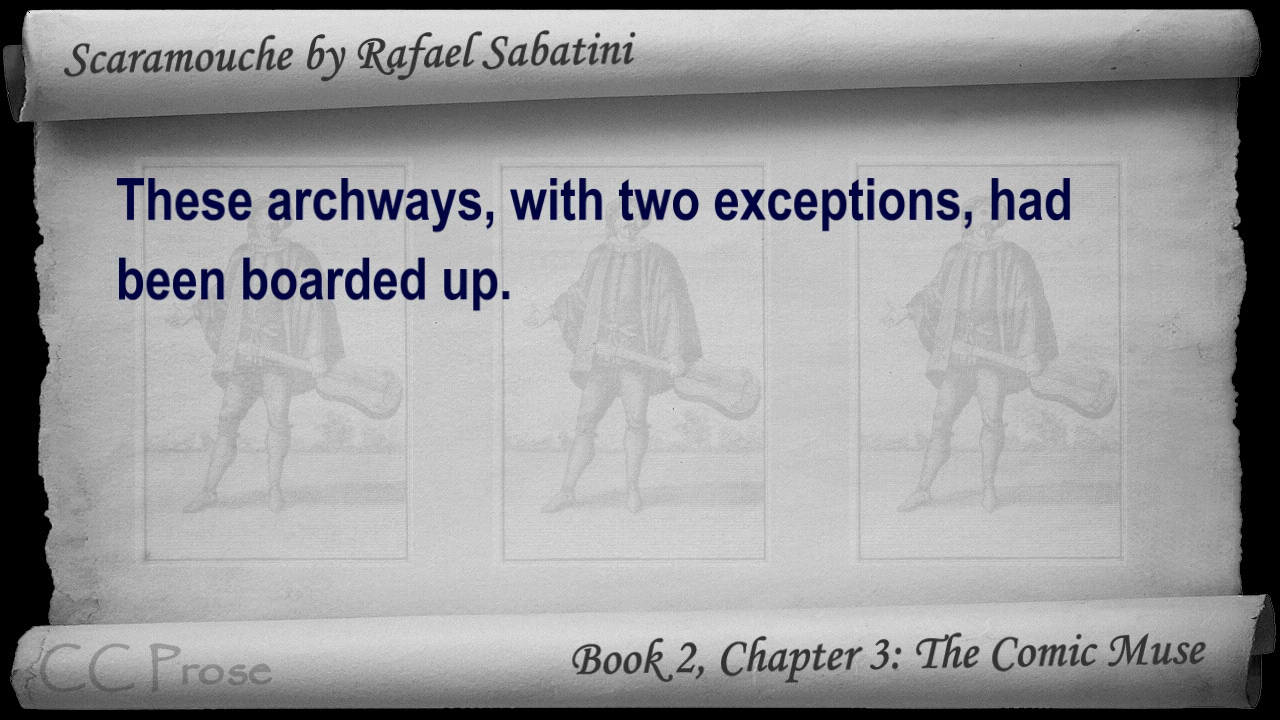 Scaramouche by Rafael Sabatini
These archways, with two exceptions, had
been boarded up.
CC Prose
Book 2, Chapter 3: The Comic Muse